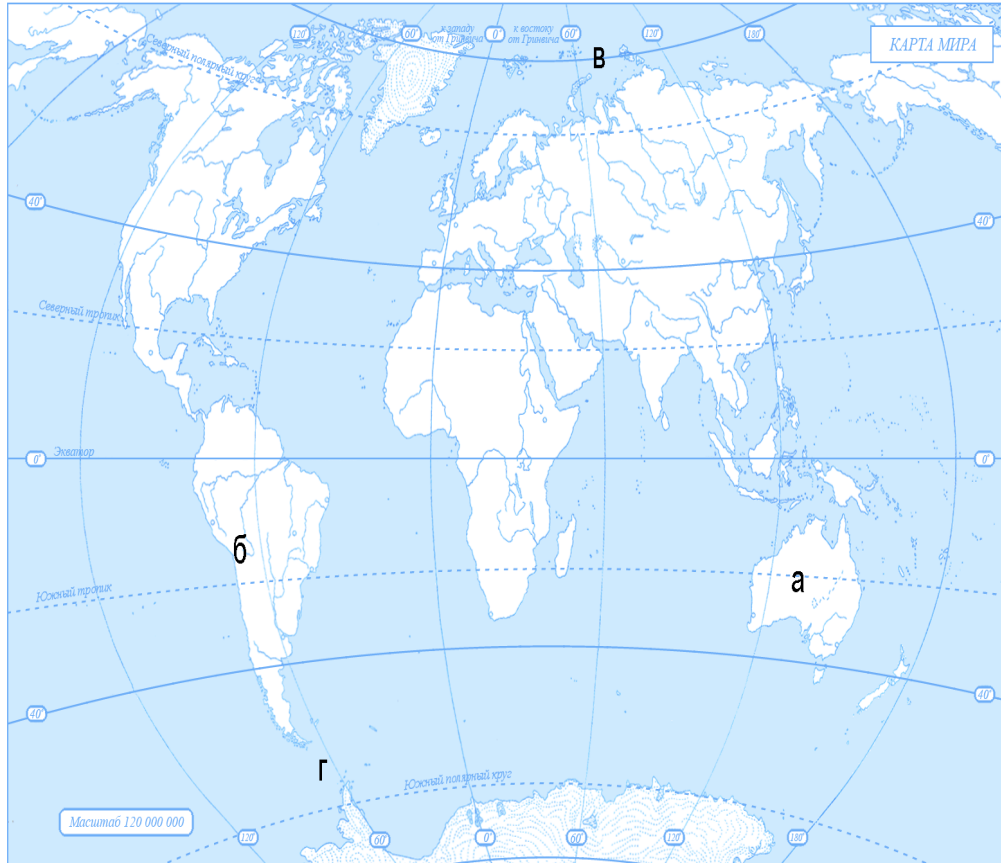 120°
60°
к западу
от Гринвича
0°
к востоку
от Гринвича
60°
120°
180°
в
КАРТА МИРА
Северный полярный круг
40°
40°
Северный тропик
Экватор
0°
0°
б
а
Южный тропик
40°
40°
г
Южный полярный круг
Масштаб 120 000 000
120°
60°
0°
60°
120°
180°